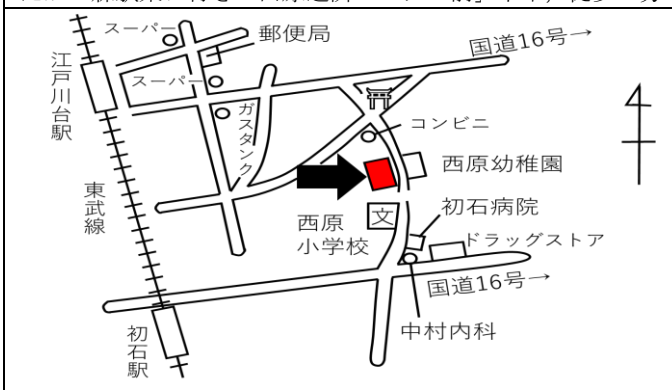 スーパー
郵便局
国道16号→
江戸川台駅
スーパー
ガスタンク
コンビニ
西原幼稚園
東武線
文
初石病院
西原
小学校
ドラッグストア
国道16号→
中村内科
初石駅